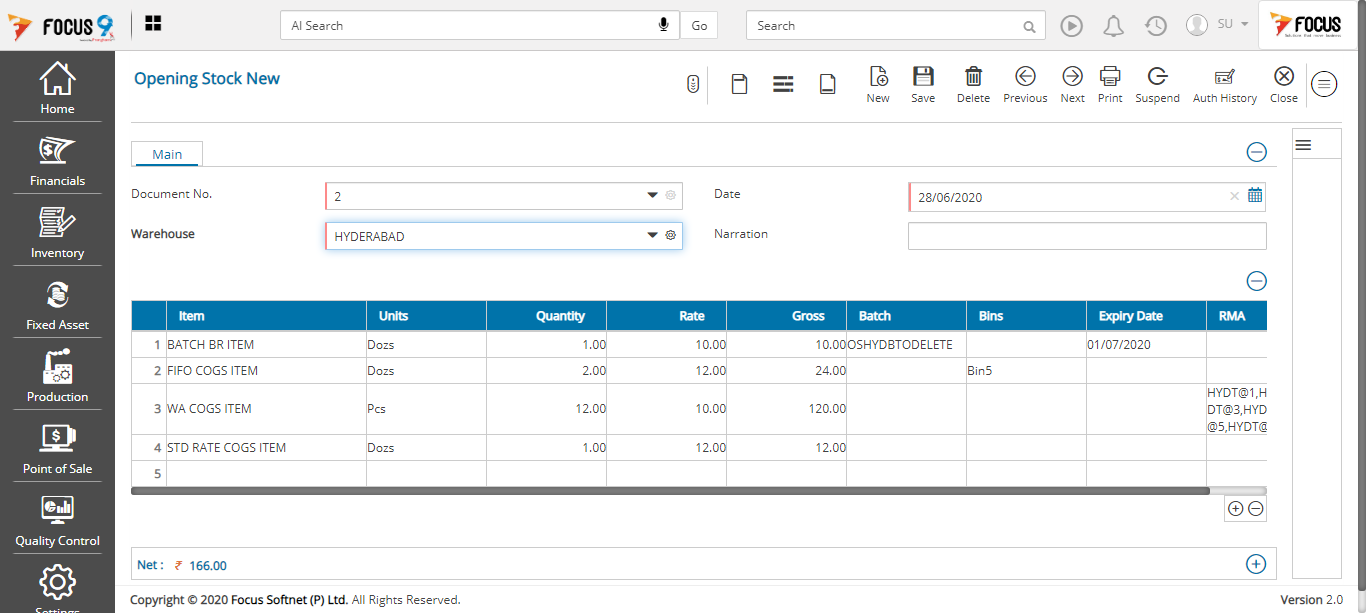 FOCUS 9 AI Search Go Search SU FOCUS
Home
Financials
Inventory
Fixed Asset
Production
Point of Sale
Quality Control
Settings
Opening Stock New
New Save Delete Previous Next Print Suspend Auth History Close
Main
Document No. 2 Date 28/06/2020
Warehouse HYDERABAD Narration
Item Units Quantity Rate Gross Batch Bins Expiry Date RMA
1 BATCH BR ITEM Dozs 1.00 10.00 10.00 OSHYDBTODELETE 01/07/2020
2 FIFO COGS ITEM Dozs 2.00 12.00 24.00 Bin5
3 WA COGS ITEM Pcs 12.00 10.00 120.00 HYDT@1,H
DT@3,HYD
@5,HYDT@
4 STD RATE COGS ITEM Dozs 1.00 12.00 12.00
5
Net : ₹ 166.00
Copyright © 2020 Focus Softnet (P) Ltd. All Rights Reserved. Version 2.0